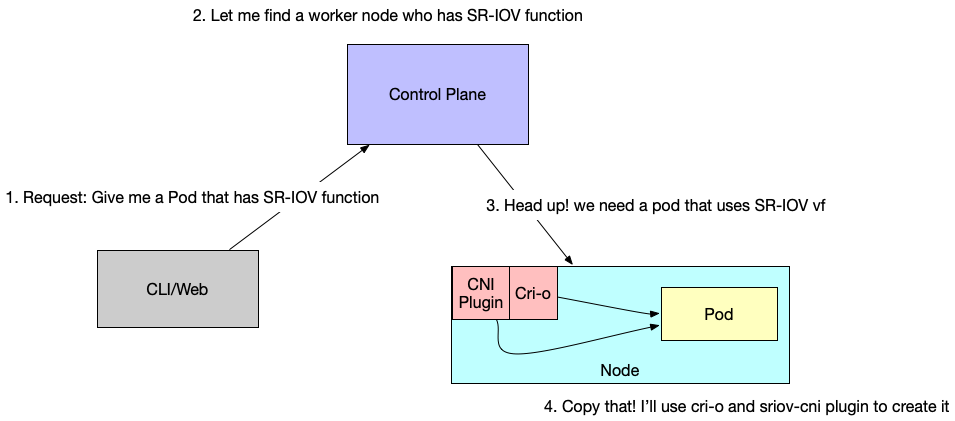 2. Let me find a worker node who has SR-IOV function
Control Plane
1. Request: Give me a Pod that has SR-IOV function
3. Head up! we need a pod that uses SR-IOV vf
CLI/Web
CNI
Plugin
Cri-o
Pod
Node
4. Copy that! I'll use cri-o and sriov-cni plugin to create it